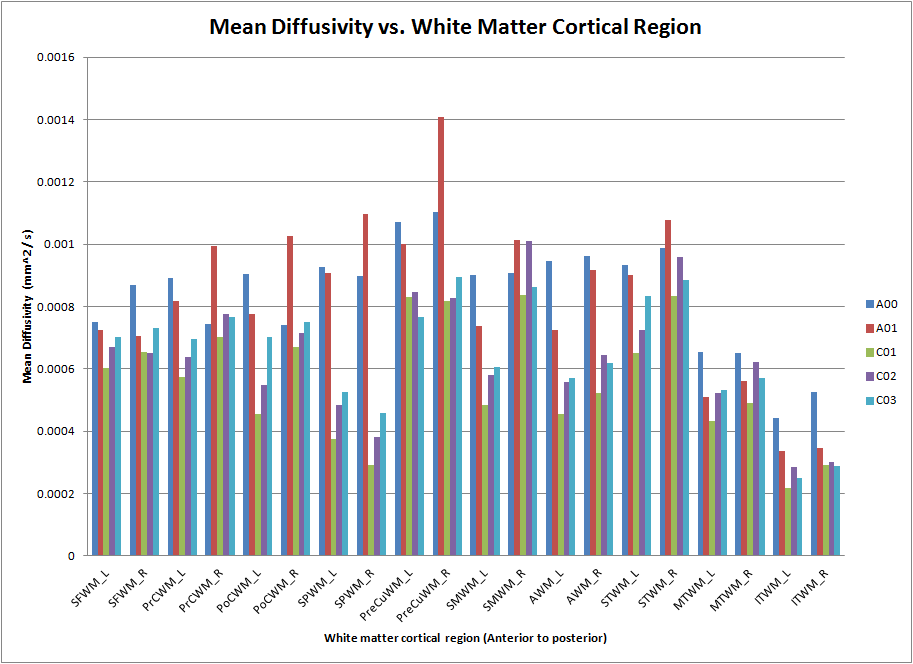 Mean Diffusivity vs. White Matter Cortical Region
0.0016
0.0014
0.0012
0.001
0.0008
0.0006
0.0004
0.0002
0
Mean Diffusivity (mm^2 / s)
SFWM_L
SFWM_R
PrCWM_L
PrCWM_R
PoCWM_L
PoCWM_R
SPWM_L
SPWM_R
PreCuWM_L
PreCuWM_R
SMWM_L
SMWM_R
AWM_L
AWM_R
STWM_L
STWM_R
MTWM_L
MTWM_R
ITWM_L
ITWM_R
White matter cortical region (Anterior to posterior)
A00
A01
C01
C02
C03